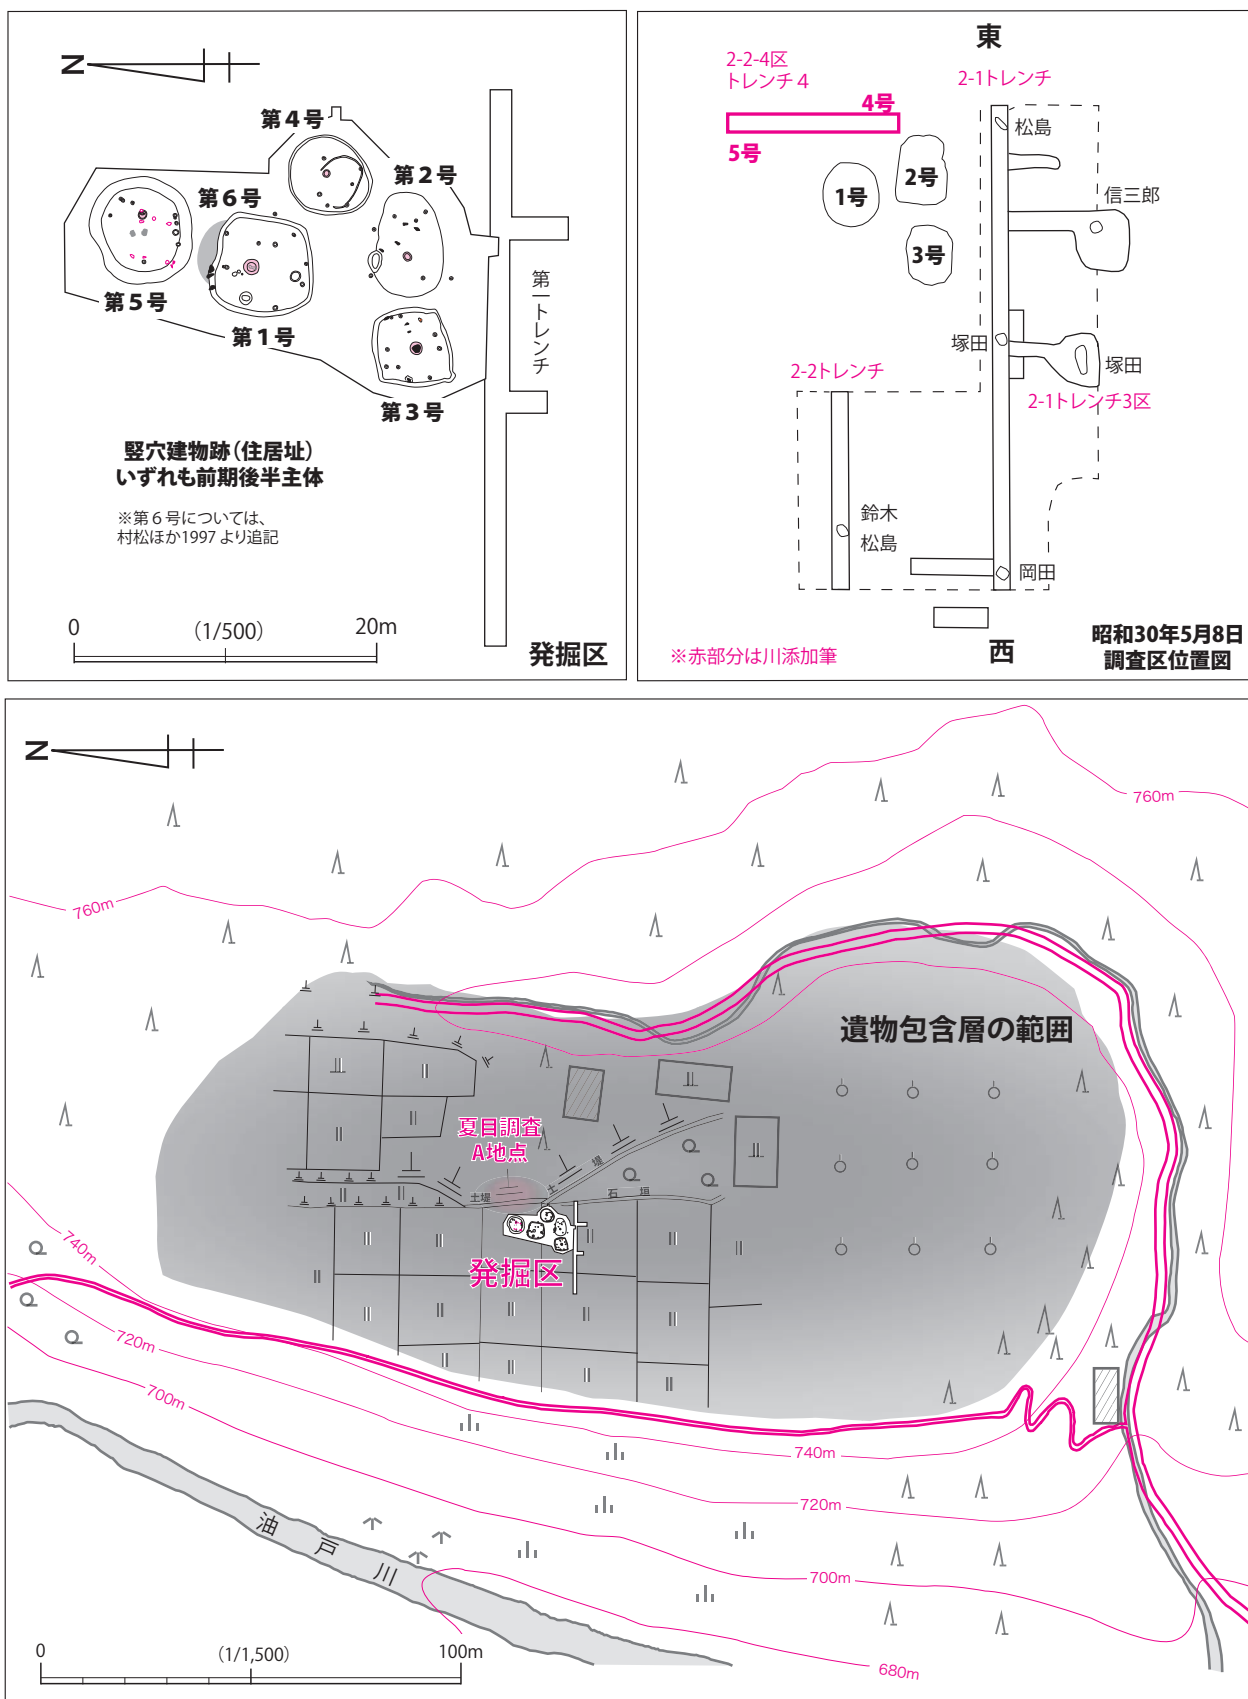 N
第４号
第２号
第６号
第５号
第１号
第３号
第一トレンチ
竪穴建物跡（住居址）
いずれも前期後半主体
※第６号については、
村松ほか1997 より追記
0
（1/500）
20m
発掘区
東
2-2-4区
トレンチ４
4号
5号
2-1トレンチ
松島
1号
2号
信三郎
3号
塚田
塚田
2-2トレンチ
2-1トレンチ3区
鈴木
松島
岡田
西
※赤部分は川添加筆
昭和30年5月8日
調査区位置図
N
760m
760m
遺物包含層の範囲
夏目調査
A地点
土堤
土堤
石垣
発掘区
740m
720m
700m
740m
720m
700m
680m
油戸川
0
（1/1,500）
100m